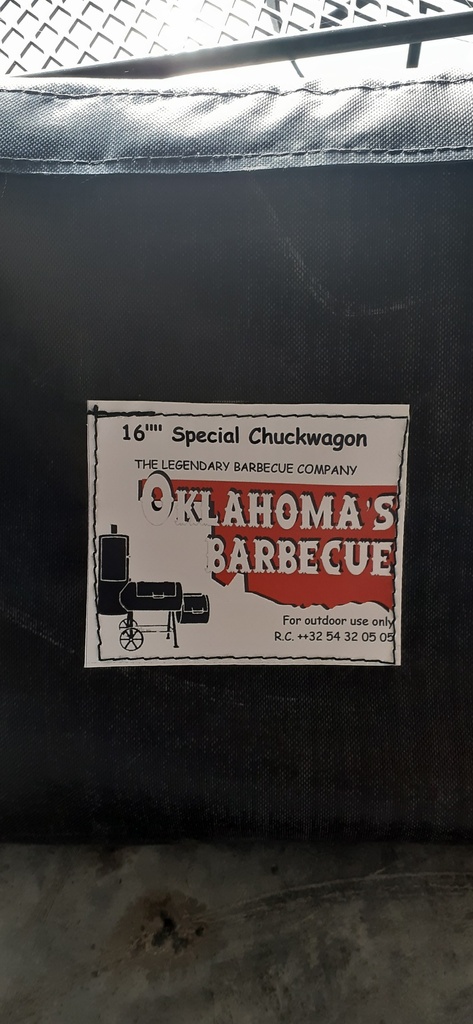 16"" Special Chuckwagon
THE LEGENDARY BARBECUE COMPANY
OKLAHOMA'S
BARBECUE
For outdoor use only
R.C. ++32 54 32 05 05